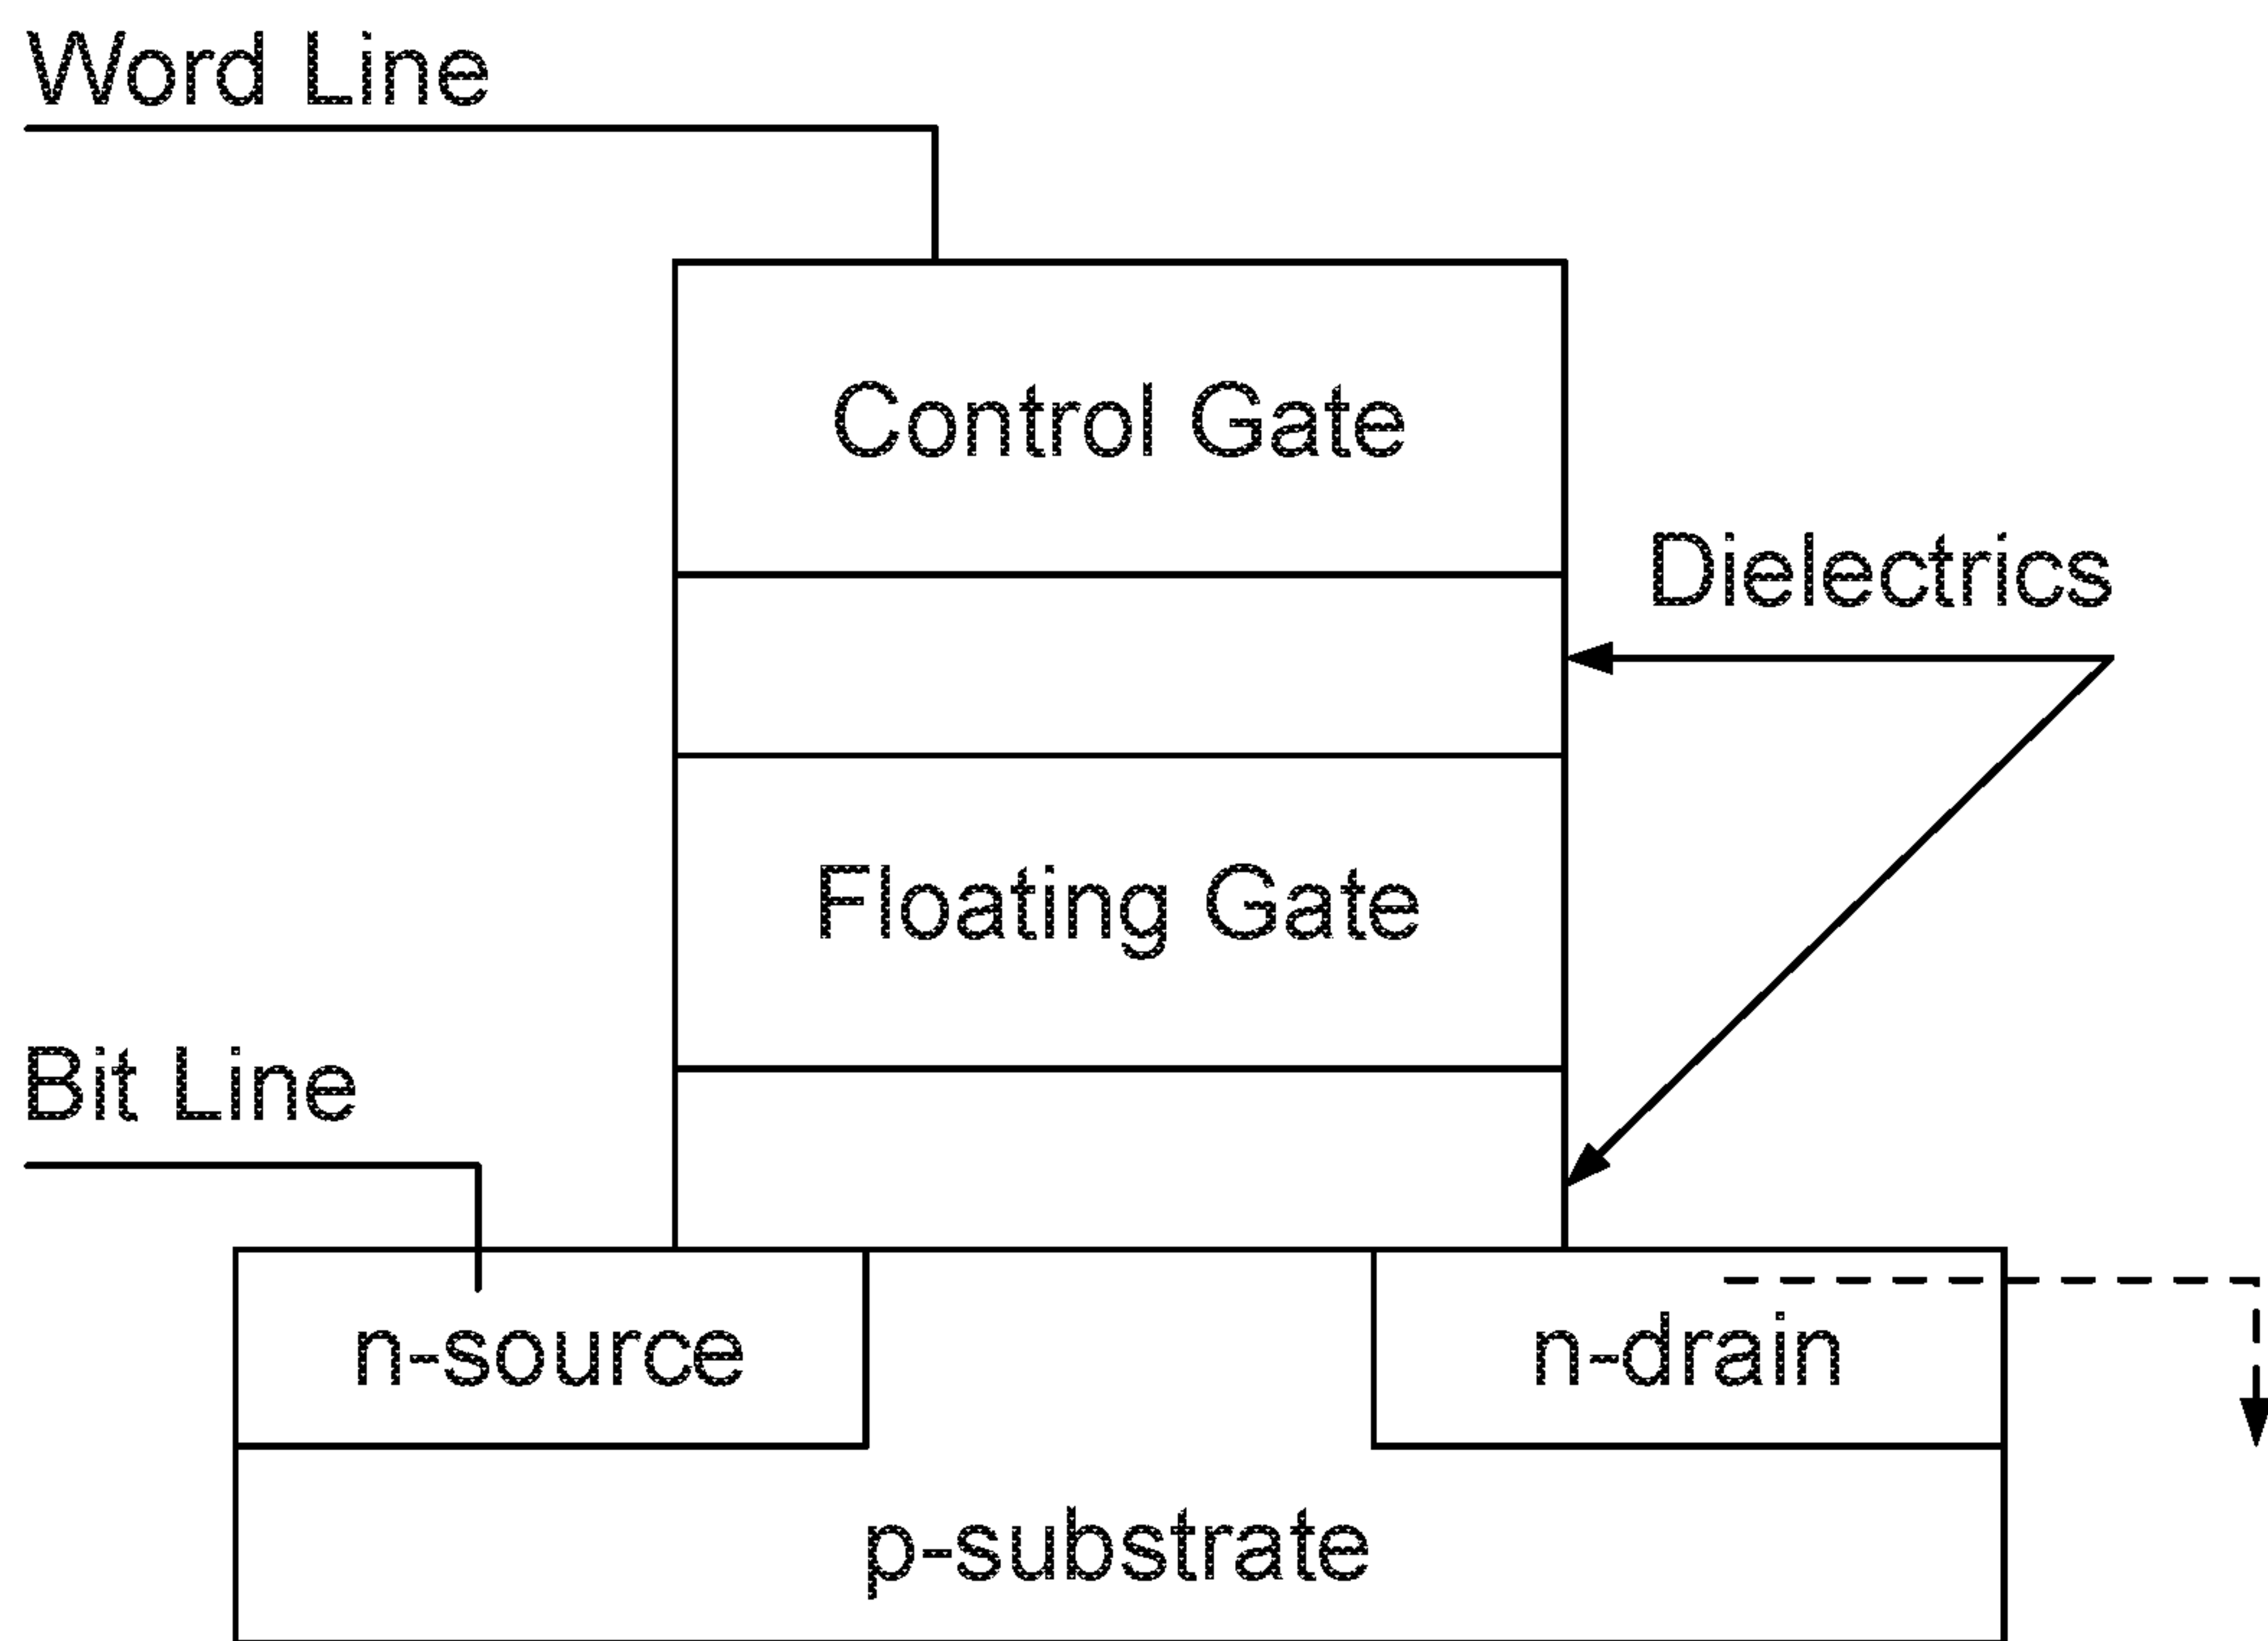 Word Line
Control Gate
Dielectrics
Floating Gate
Bit Line
n-source
n-drain
p-substrate